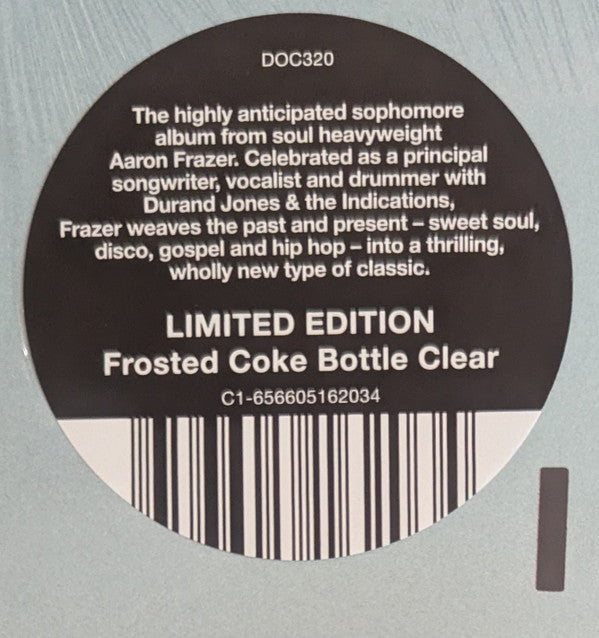 DOC320
The highly anticipated sophomore
album from soul heavyweight
Aaron Frazer. Celebrated as a principal
songwriter, vocalist and drummer with
Durand Jones & the Indications,
Frazer weaves the past and present – sweet soul,
disco, gospel and hip hop – into a thrilling,
wholly new type of classic.
LIMITED EDITION
Frosted Coke Bottle Clear
C1-656605162034